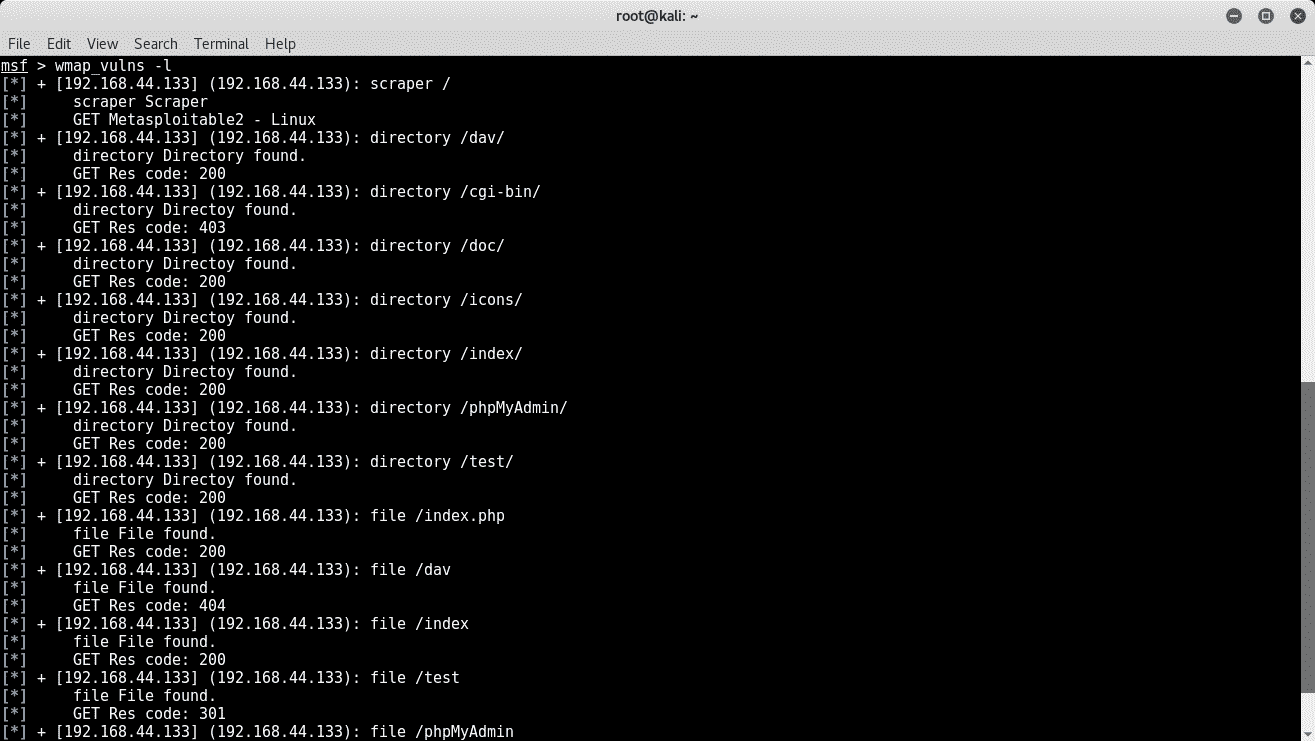 root@kali: ~
File Edit View Search Terminal Help
msf > wmap_vulns -l
[*] + [192.168.44.133] (192.168.44.133): scraper /
[*] scraper Scraper
[*] GET Metasploitable2 - Linux
[*] + [192.168.44.133] (192.168.44.133): directory /dav/
[*] directory Directory found.
[*] GET Res code: 200
[*] + [192.168.44.133] (192.168.44.133): directory /cgi-bin/
[*] directory Directoy found.
[*] GET Res code: 403
[*] + [192.168.44.133] (192.168.44.133): directory /doc/
[*] directory Directoy found.
[*] GET Res code: 200
[*] + [192.168.44.133] (192.168.44.133): directory /icons/
[*] directory Directoy found.
[*] GET Res code: 200
[*] + [192.168.44.133] (192.168.44.133): directory /index/
[*] directory Directoy found.
[*] GET Res code: 200
[*] + [192.168.44.133] (192.168.44.133): directory /phpMyAdmin/
[*] directory Directoy found.
[*] GET Res code: 200
[*] + [192.168.44.133] (192.168.44.133): directory /test/
[*] directory Directoy found.
[*] GET Res code: 200
[*] + [192.168.44.133] (192.168.44.133): file /index.php
[*] file File found.
[*] GET Res code: 200
[*] + [192.168.44.133] (192.168.44.133): file /dav
[*] file File found.
[*] GET Res code: 404
[*] + [192.168.44.133] (192.168.44.133): file /index
[*] file File found.
[*] GET Res code: 200
[*] + [192.168.44.133] (192.168.44.133): file /test
[*] file File found.
[*] GET Res code: 301
[*] + [192.168.44.133] (192.168.44.133): file /phpMyAdmin